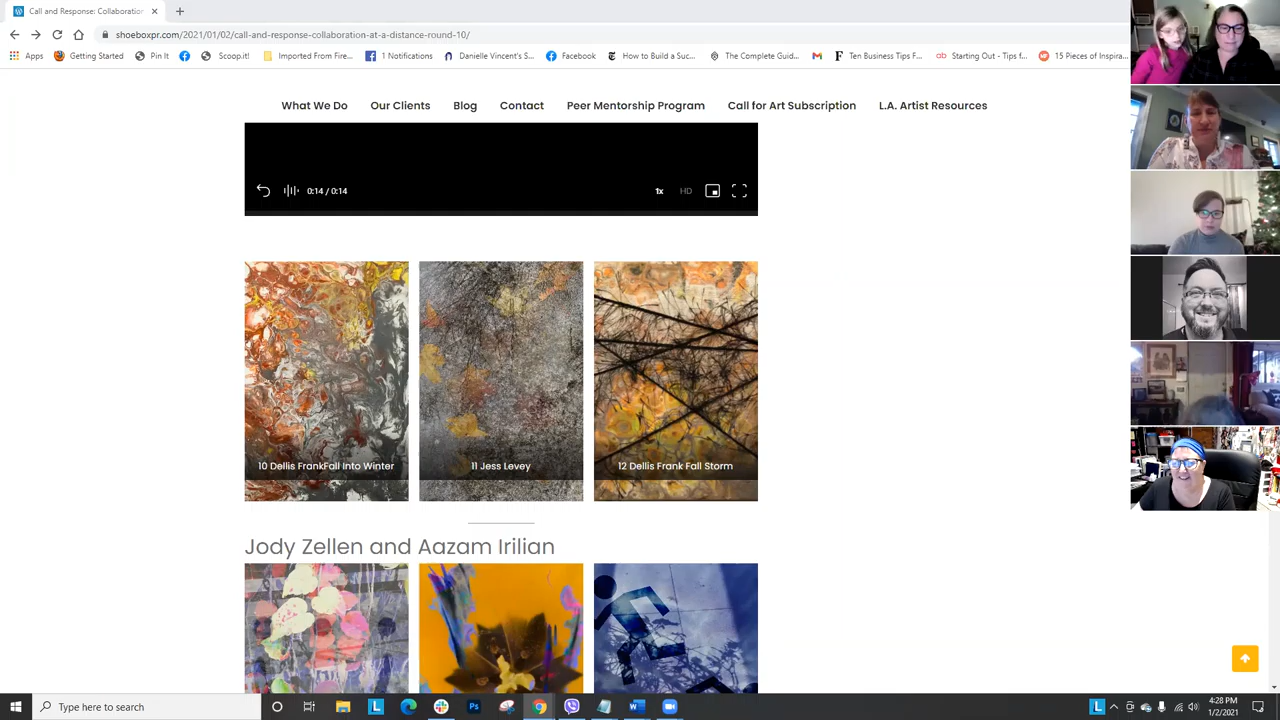 Call and Response: Collaboration
shoeboxpr.com/2021/01/02/call-and-response-collaboration-at-a-distance-round-10/
Apps Getting Started Pin It Scoop.it! Imported From Fire... 1 Notifications Danielle Vincent's S... Facebook How to Build a Suc... The Complete Guid... Ten Business Tips F... Starting Out - Tips f... 15 Pieces of Inspira...
What We Do Our Clients Blog Contact Peer Mentorship Program Call for Art Subscription L.A. Artist Resources
0:14 / 0:14 1x HD
10 Dellis FrankFall Into Winter 11 Jess Levey 12 Dellis Frank Fall Storm
Jody Zellen and Aazam Irilian
Type here to search
4:28 PM
1/2/2021